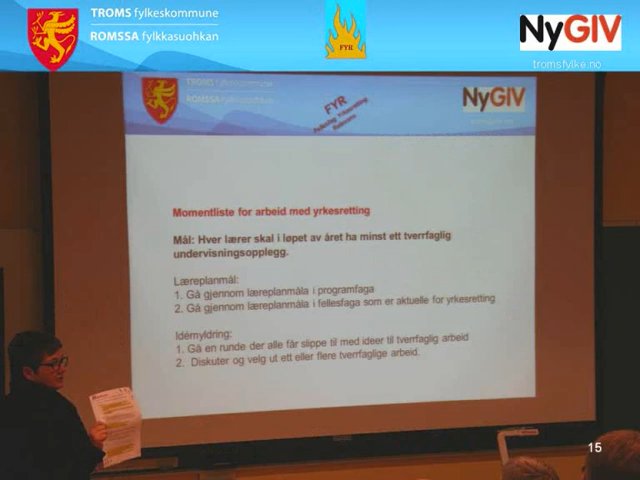 TROMS fylkeskommune
ROMSSA fylkkasuohkan
FYR
NyGIV
tromsfylke.no
TROMS fylkeskommune
ROMSSA fylkkasuohkan
FYR
Yrkesretting
NyGIV
Momentliste for arbeid med yrkesretting
Mål: Hver lærer skal i løpet av året ha minst ett tverrfaglig
undervisningsopplegg.
Læreplanmål:
1. Gå gjennom læreplanmåla i programfaga
2. Gå gjennom læreplanmåla i fellesfaga som er aktuelle for yrkesretting
Idémyldring:
1. Gå en runde der alle får slippe til med ideer til tverrfaglig arbeid
2. Diskuter og velg ut ett eller flere tverrfaglige arbeid.
15